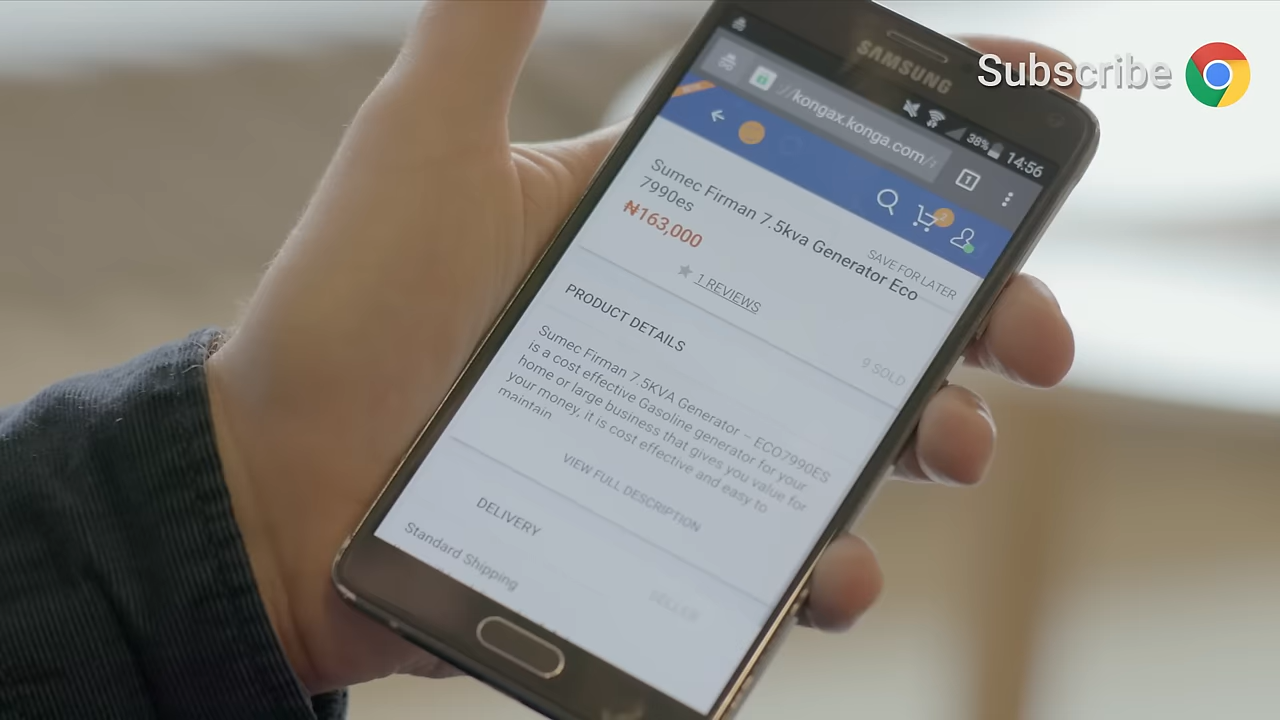 Subscribe
SAMSUNG
38% 14:56
://kongax.konga.com/
1
2
Sumec Firman 7.5kva Generator Eco
7990es
₦163,000
SAVE FOR LATER
1 REVIEWS
9 SOLD
PRODUCT DETAILS
Sumec Firman 7.5KVA Generator – ECO7990ES
is a cost effective Gasoline generator for your
home or large business that gives you value for
your money, it is cost effective and easy to
maintain
VIEW FULL DESCRIPTION
DELIVERY
Standard Shipping
SELLER